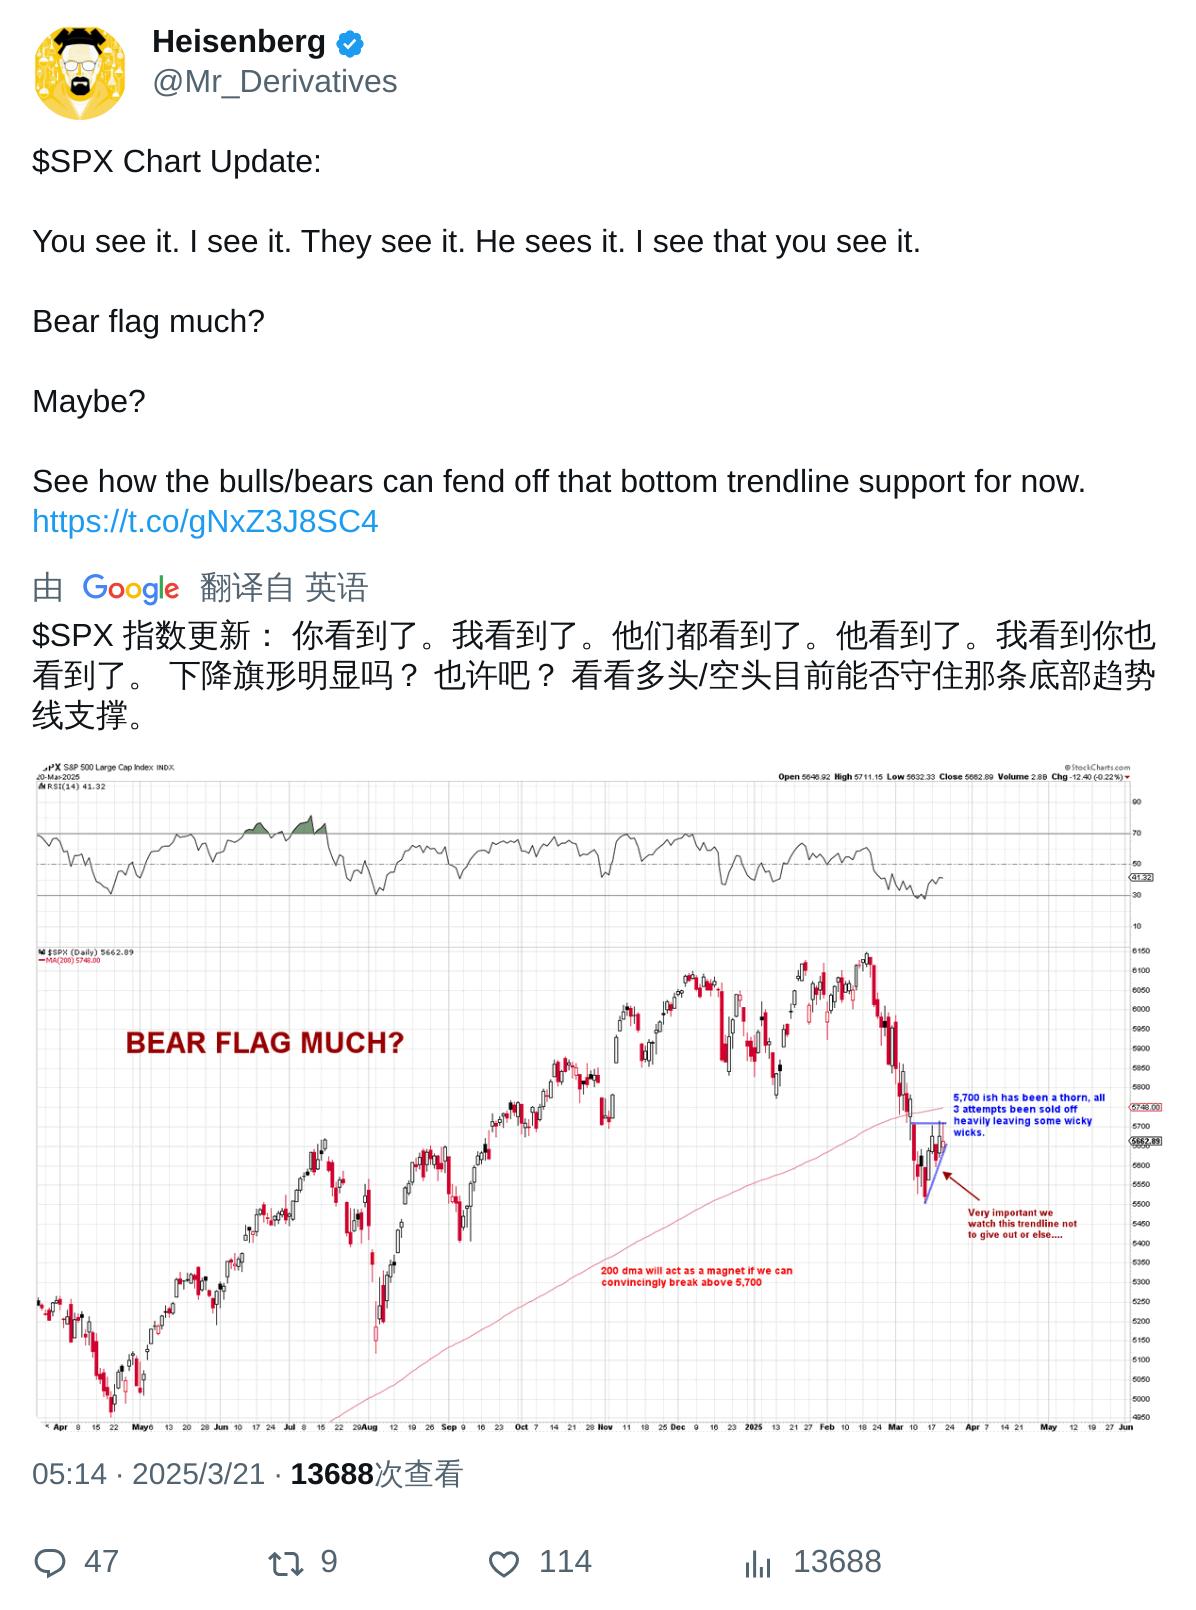 Heisenberg
@Mr_Derivatives
$SPX Chart Update:
You see it. I see it. They see it. He sees it. I see that you see it.
Bear flag much?
Maybe?
See how the bulls/bears can fend off that bottom trendline support for now.
https://t.co/gNxZ3J8SC4
由 Google 翻译自 英语
$SPX 指数更新： 你看到了。我看到了。他们都看到了。他看到了。我看到你也
看到了。 下降旗形明显吗？ 也许吧？ 看看多头/空头目前能否守住那条底部趋势
线支撑。
S&P 500 Large Cap Index INDX
© StockCharts.com
20-Mar-2025
Open 5646.92 High 5711.15 Low 5632.33 Close 5662.89 Volume 2.8B Chg -12.40 (-0.22%)
RSI(14) 41.32
90
70
50
41.32
30
10
$SPX (Daily) 5662.89
MA(200) 5748.00
6150
6100
6050
6000
5950
5900
5850
5800
5748.00
5700
5662.89
5600
5550
5500
5450
5400
5350
5300
5250
5200
5150
5100
5050
5000
4950
BEAR FLAG MUCH?
5,700 ish has been a thorn, all
3 attempts been sold off
heavily leaving some wicky
wicks.
Very important we
watch this trendline not
to give out or else....
200 dma will act as a magnet if we can
convincingly break above 5,700
Apr 8 15 22 May6 13 20 28 Jun 10 17 24 Jul 8 15 22 29Aug 12 19 26 Sep 9 16 23 Oct 7 14 21 28 Nov 11 18 25 Dec 9 16 23 2025 13 21 27 Feb 10 18 24 Mar 10 17 24 Apr 7 14 21 May 12 19 27 Jun
05:14 · 2025/3/21 · 13688次查看
47 9 114 13688